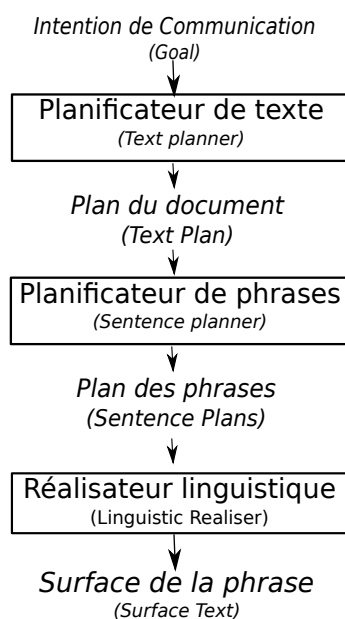 Intention de Communication
(Goal)
Planificateur de texte
(Text planner)
Plan du document
(Text Plan)
Planificateur de phrases
(Sentence planner)
Plan des phrases
(Sentence Plans)
Réalisateur linguistique
(Linguistic Realiser)
Surface de la phrase
(Surface Text)